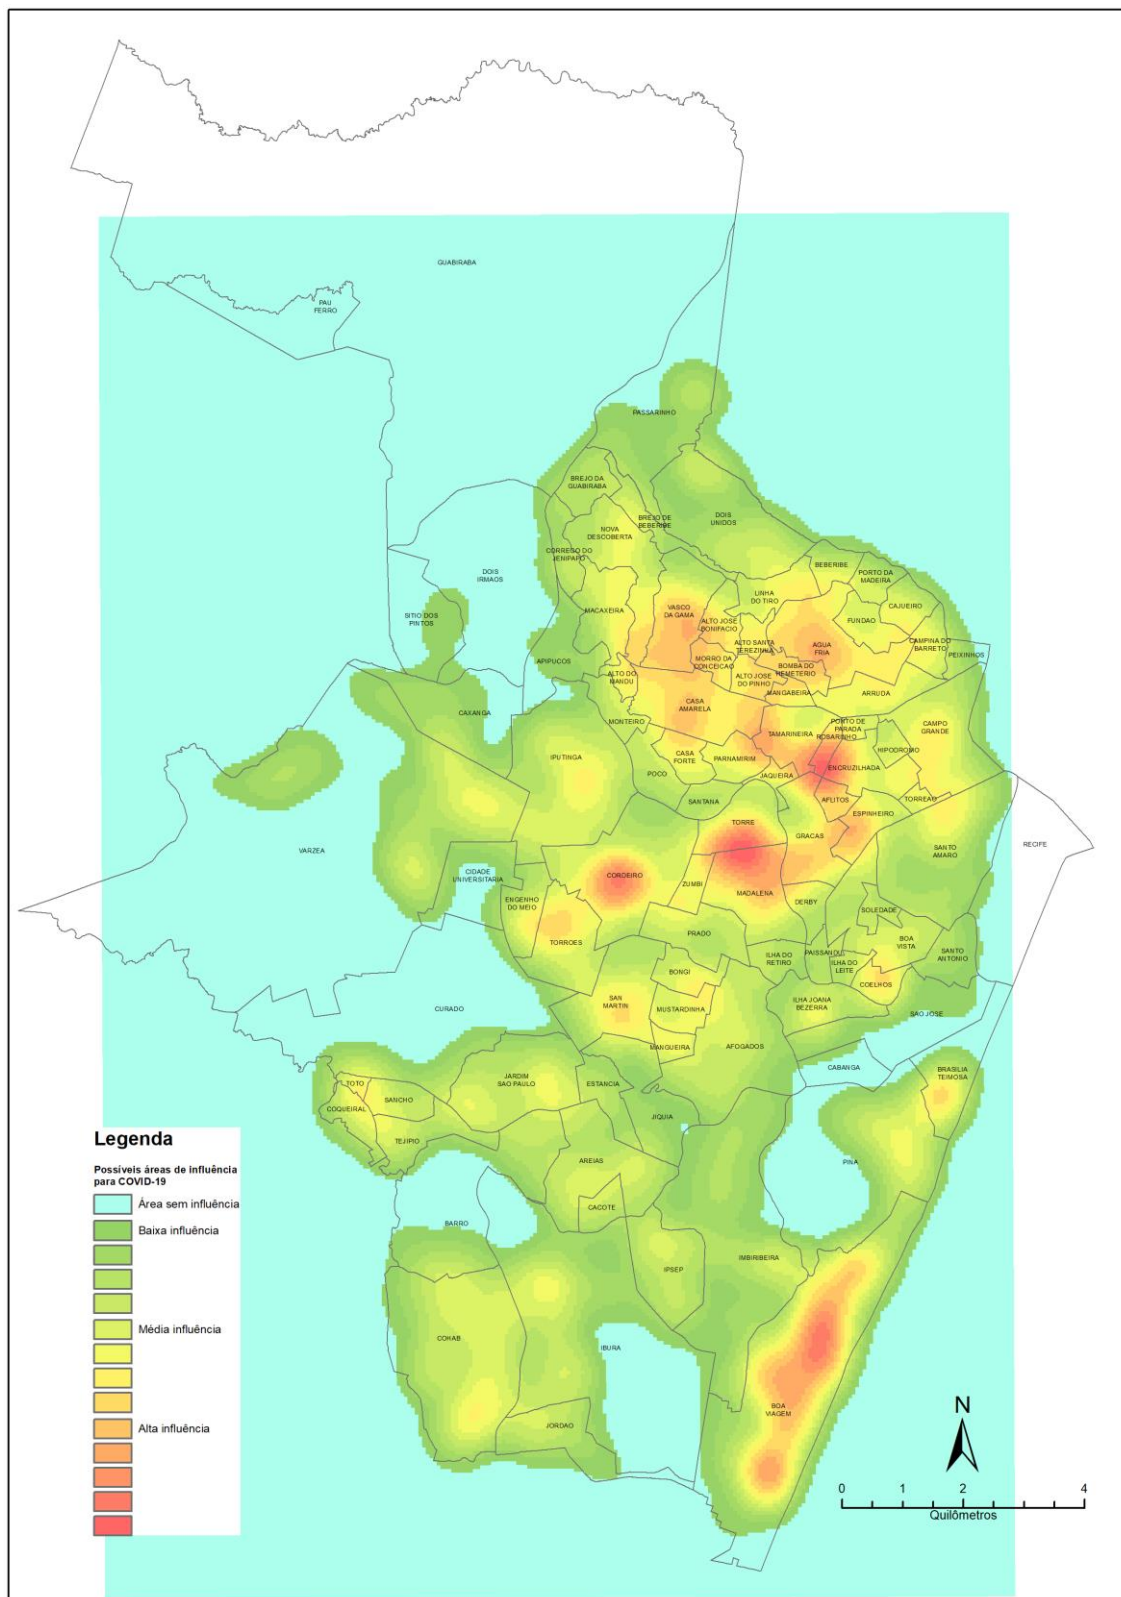 GUABIRABA
PAU
FERRO
PASSARINHO
BREJO DA
GUABIRABA
BREJO DE
BEBERIBE
DOIS
UNIDOS
NOVA
DESCOBERTA
CORREGO DO
JENIPAPO
DOIS
IRMAOS
BEBERIBE
PORTO DA
MADEIRA
LINHA
DO TIRO
CAJUEIRO
SITIO DOS
PINTOS
MACAXEIRA
VASCO
DA GAMA
ALTO JOSE
BONIFACIO
FUNDAO
ALTO SANTA
TEREZINHA
AGUA
FRIA
CAMPINA DO
BARRETO
PEIXINHOS
APIPUCOS
MORRO DA
CONCEICAO
BOMBA DO
HEMETERIO
ALTO DO
MANDU
ALTO JOSE
DO PINHO
MANGABEIRA
ARRUDA
CASA
AMARELA
CAXANGA
MONTEIRO
TAMARINEIRA
PORTO DE
PARADA
ROSARINHO
CAMPO
GRANDE
HIPODROMO
IPUTINGA
CASA
FORTE
PARNAMIRIM
ENCRUZILHADA
POCO
JAQUEIRA
SANTANA
AFLITOS
TORREAO
ESPINHEIRO
TORRE
GRACAS
SANTO
AMARO
RECIFE
VARZEA
CIDADE
UNIVERSITARIA
CORDEIRO
ZUMBI
MADALENA
ENGENHO
DO MEIO
DERBY
SOLEDADE
TORROES
PRADO
BOA
VISTA
ILHA DO
RETIRO
PAISSANDU
ILHA DO
LEITE
SANTO
ANTONIO
BONGI
COELHOS
SAN
MARTIN
MUSTARDINHA
ILHA JOANA
BEZERRA
CURADO
SAO JOSE
MANGUEIRA
AFOGADOS
CABANGA
BRASILIA
TEIMOSA
JARDIM
SAO PAULO
ESTANCIA
TOTO
SANCHO
COQUEIRAL
JIQUIA
TEJIPIO
AREIAS
PINA
CACOTE
BARRO
IMBIRIBEIRA
IPSEP
COHAB
IBURA
BOA
VIAGEM
JORDAO
Legenda
Possíveis áreas de influência
para COVID-19
Área sem influência
Baixa influência
Média influência
Alta influência
N
0 1 2 4
Quilômetros